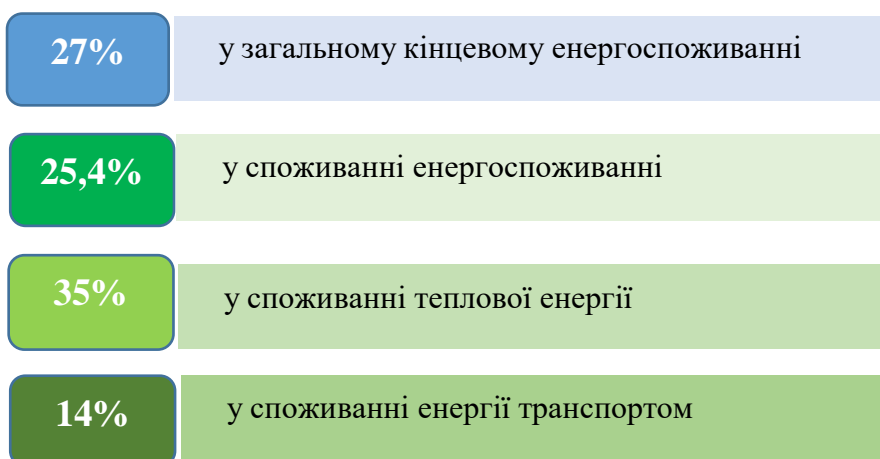 27% у загальному кінцевому енергоспоживанні
25,4% у споживанні енергоспоживанні
35% у споживанні теплової енергії
14% у споживанні енергії транспортом